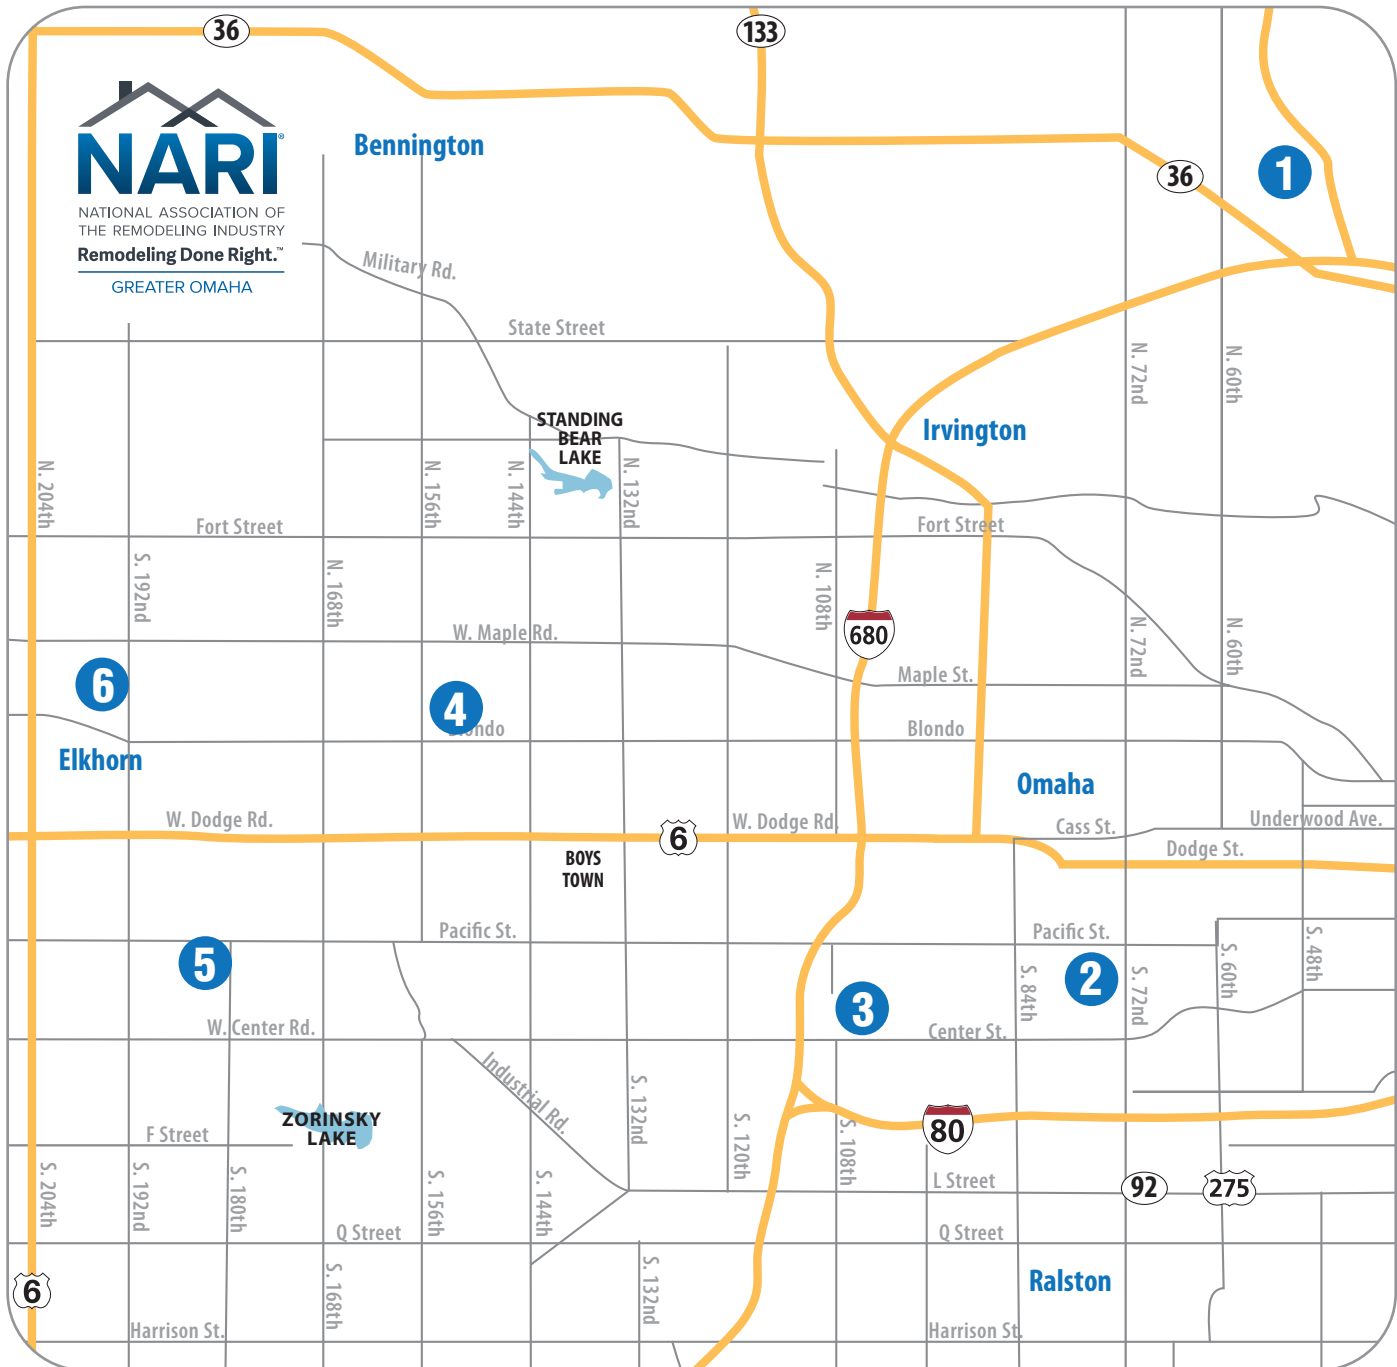 36
133
NARI®
NATIONAL ASSOCIATION OF
THE REMODELING INDUSTRY
Remodeling Done Right.™
GREATER OMAHA
Bennington
1
36
Military Rd.
State Street
N. 72nd
N. 60th
STANDING
BEAR
LAKE
Irvington
N. 204th
N. 156th
N. 144th
N. 132nd
Fort Street
Fort Street
S. 192nd
N. 168th
N. 108th
680
N. 72nd
N. 60th
W. Maple Rd.
Maple St.
6
4
Blondo
Blondo
Elkhorn
Omaha
W. Dodge Rd.
6
W. Dodge Rd.
Cass St.
Underwood Ave.
Dodge St.
BOYS
TOWN
Pacific St.
Pacific St.
5
2
3
S. 84th
S. 72nd
S. 60th
S. 48th
W. Center Rd.
Center St.
Industrial Rd.
ZORINSKY
LAKE
F Street
S. 132nd
S. 120th
S. 108th
80
L Street
92
275
S. 204th
S. 192nd
S. 180th
S. 156th
S. 144th
Q Street
Q Street
6
S. 168th
S. 132nd
Ralston
Harrison St.
Harrison St.